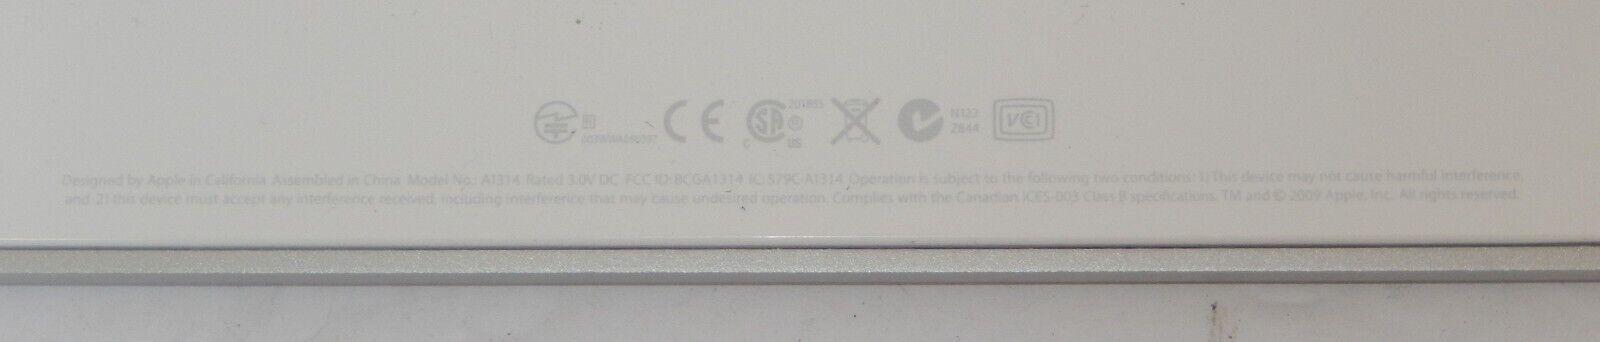 201885
N122
CE
SA
VCI
C US
Z844
Designed by Apple in California Assembled in China Model No.: A1314 Rated 3.0V DC FCC ID: BCGA1314 IC: 579C-A1314 Operation is subject to the following two conditions: 1) This device may not cause harmful interference,
and 2) this device must accept any interference received, including interference that may cause undesired operation. Complies with the Canadian ICES-003 Class B specifications. TM and © 2009 Apple, Inc. All rights reserved.